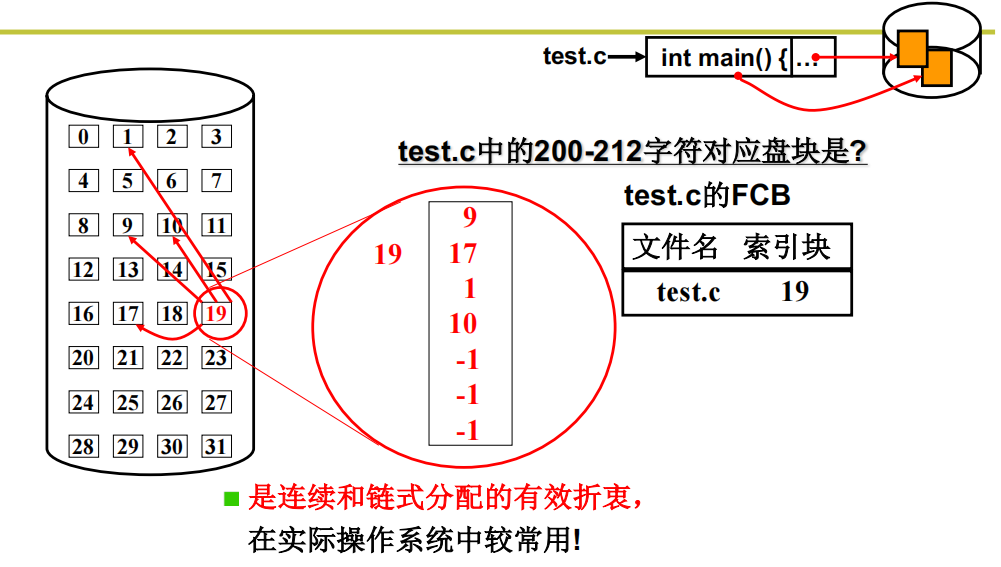 test.c
int main() { …
0 1 2 3
4 5 6 7
8 9 10 11
12 13 14 15
16 17 18 19
20 21 22 23
24 25 26 27
28 29 30 31
test.c中的200-212字符对应盘块是?
19
9
17
1
10
-1
-1
-1
test.c的FCB
文件名 索引块
test.c 19
是连续和链式分配的有效折衷，
在实际操作系统中较常用!